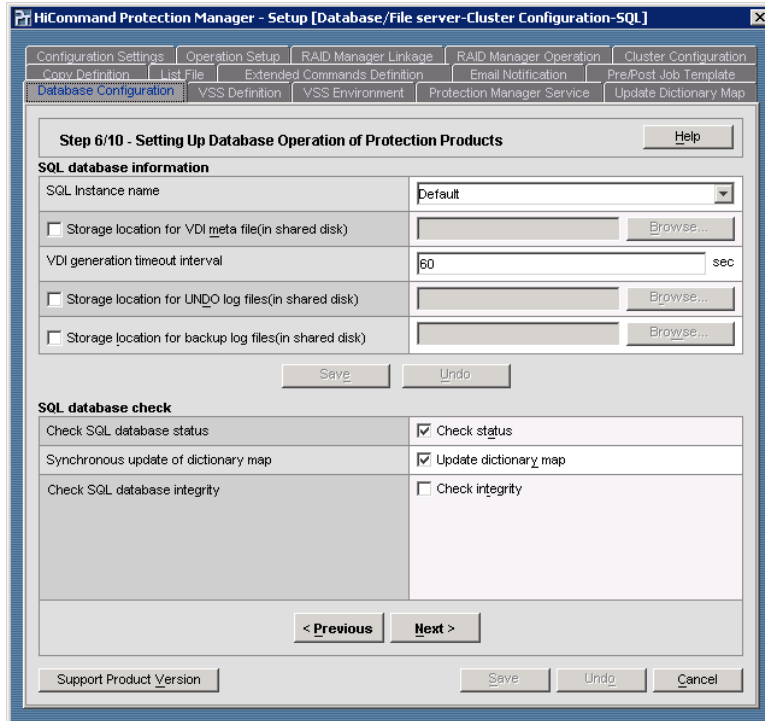 HiCommand Protection Manager - Setup [Database/File server-Cluster Configuration-SQL]
Configuration Settings Operation Setup RAID Manager Linkage RAID Manager Operation Cluster Configuration
Copy Definition List File Extended Commands Definition Email Notification Pre/Post Job Template
Database Configuration VSS Definition VSS Environment Protection Manager Service Update Dictionary Map
Step 6/10 - Setting Up Database Operation of Protection Products Help
SQL database information
SQL Instance name Default
Storage location for VDI meta file(in shared disk) Browse...
VDI generation timeout interval 60 sec
Storage location for UNDO log files(in shared disk) Browse...
Storage location for backup log files(in shared disk) Browse...
Save Undo
SQL database check
Check SQL database status Check status
Synchronous update of dictionary map Update dictionary map
Check SQL database integrity Check integrity
< Previous Next >
Support Product Version Save Undo Cancel